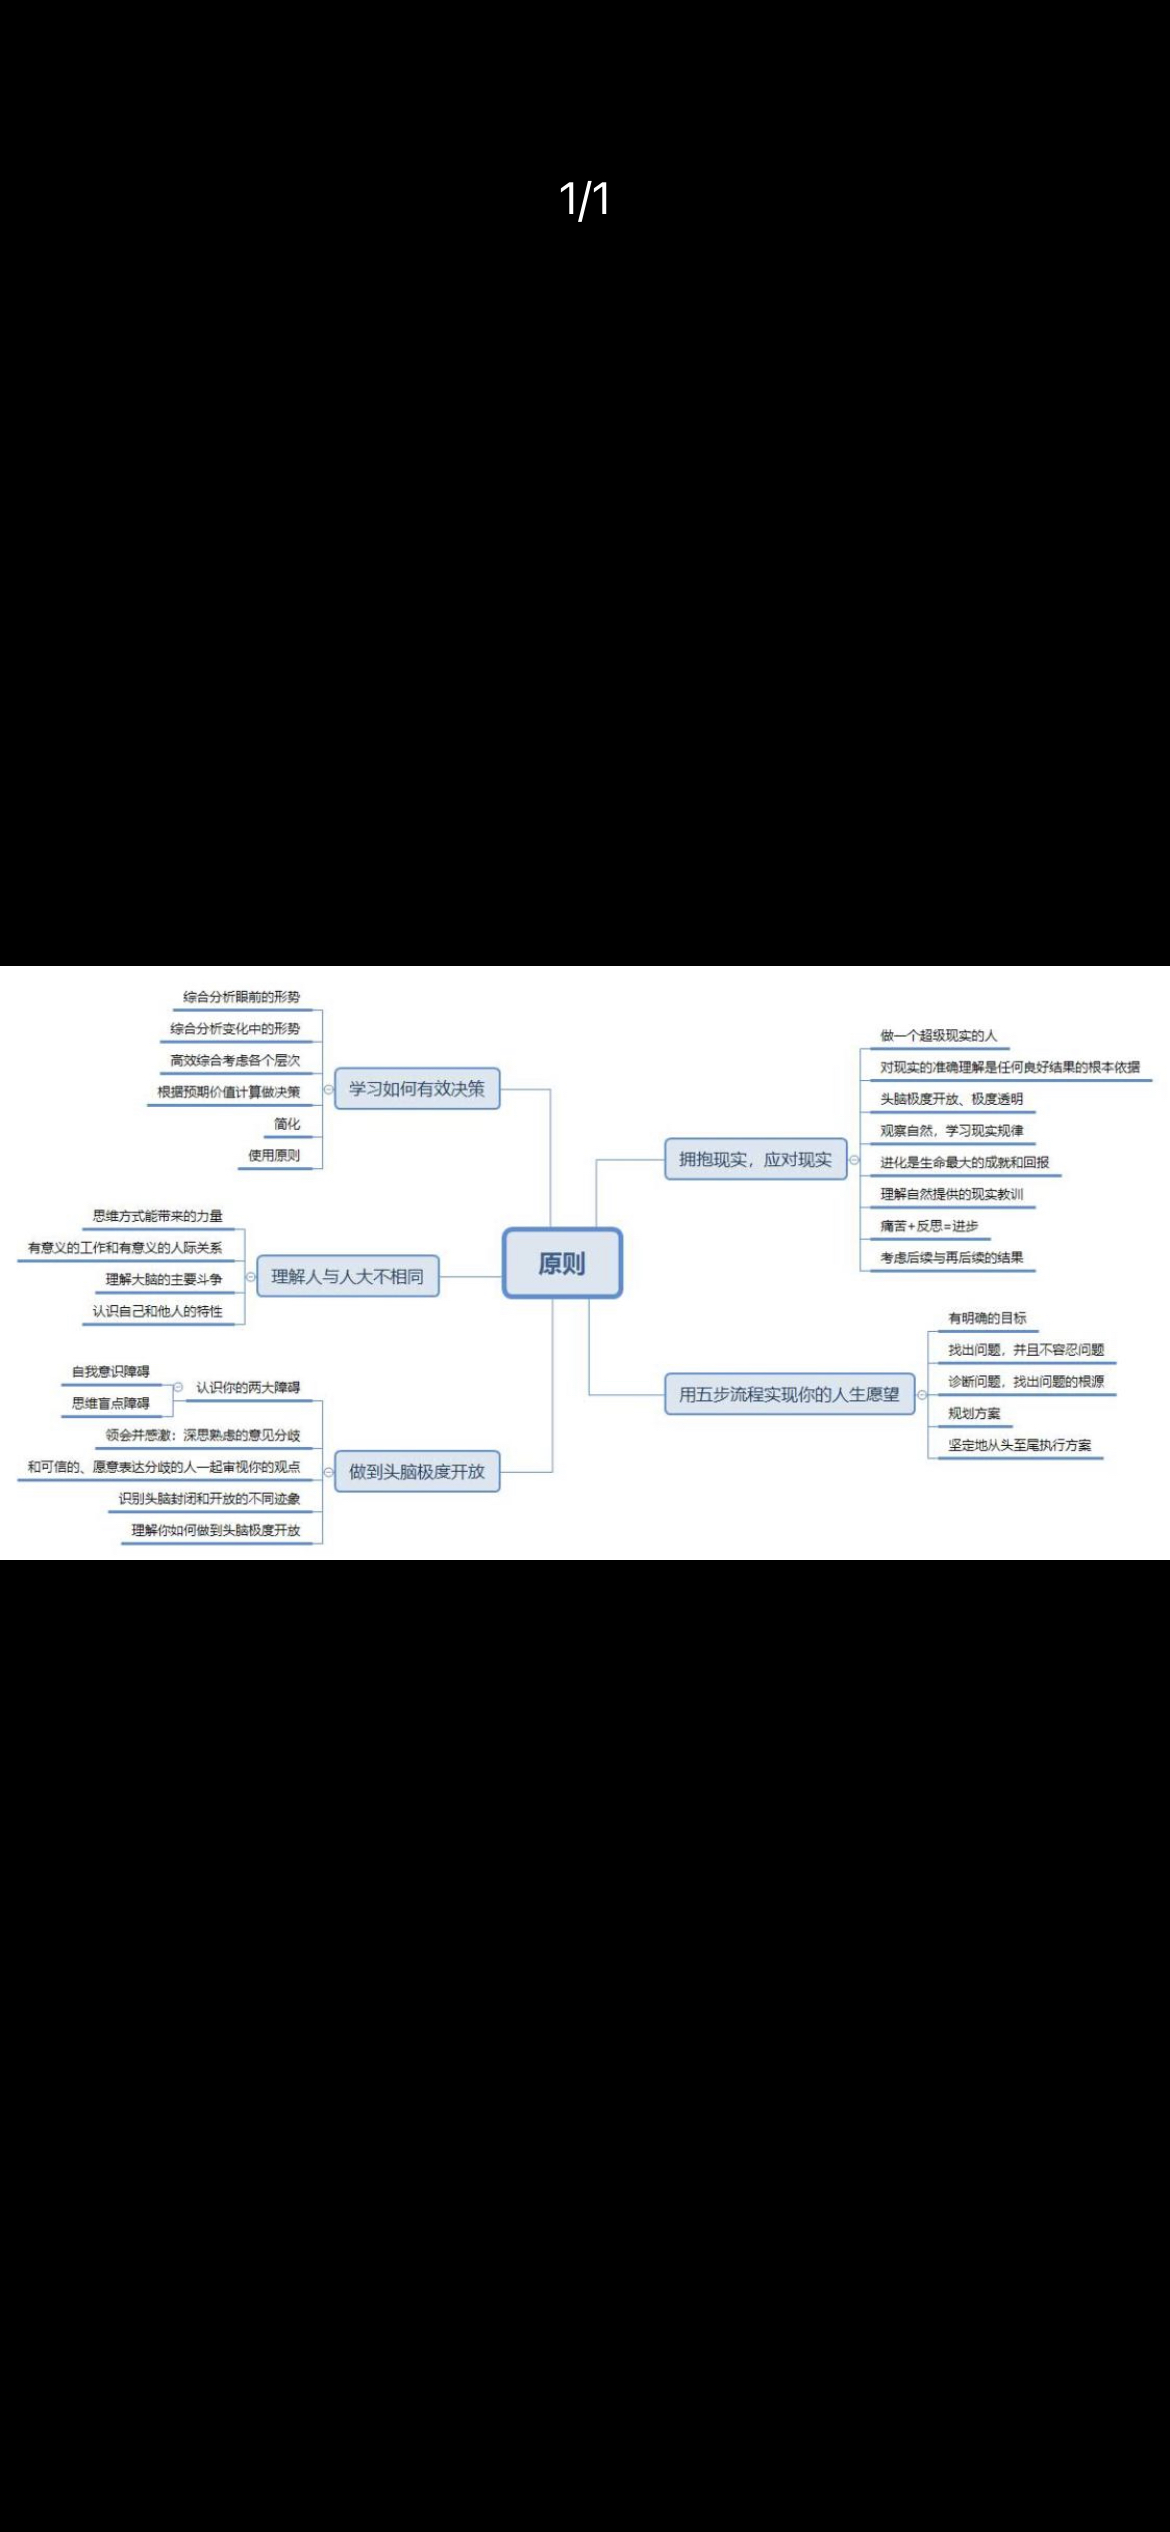 1/1
综合分析眼前的形势
综合分析变化中的形势
高效综合考虑各个层次
根据预期价值计算做决策
简化
使用原则
学习如何有效决策
思维方式能带来的力量
有意义的工作和有意义的人际关系
理解大脑的主要斗争
认识自己和他人的特性
理解人与人大不相同
自我意识障碍
思维盲点障碍
认识你的两大障碍
领会并感激：深思熟虑的意见分歧
和可信的、愿意表达分歧的人一起审视你的观点
识别头脑封闭和开放的不同迹象
理解你如何做到头脑极度开放
做到头脑极度开放
原则
拥抱现实，应对现实
做一个超级现实的人
对现实的准确理解是任何良好结果的根本依据
头脑极度开放、极度透明
观察自然，学习现实规律
进化是生命最大的成就和回报
理解自然提供的现实教训
痛苦+反思=进步
考虑后续与再后续的结果
用五步流程实现你的人生愿望
有明确的目标
找出问题，并且不容忍问题
诊断问题，找出问题的根源
规划方案
坚定地从头至尾执行方案